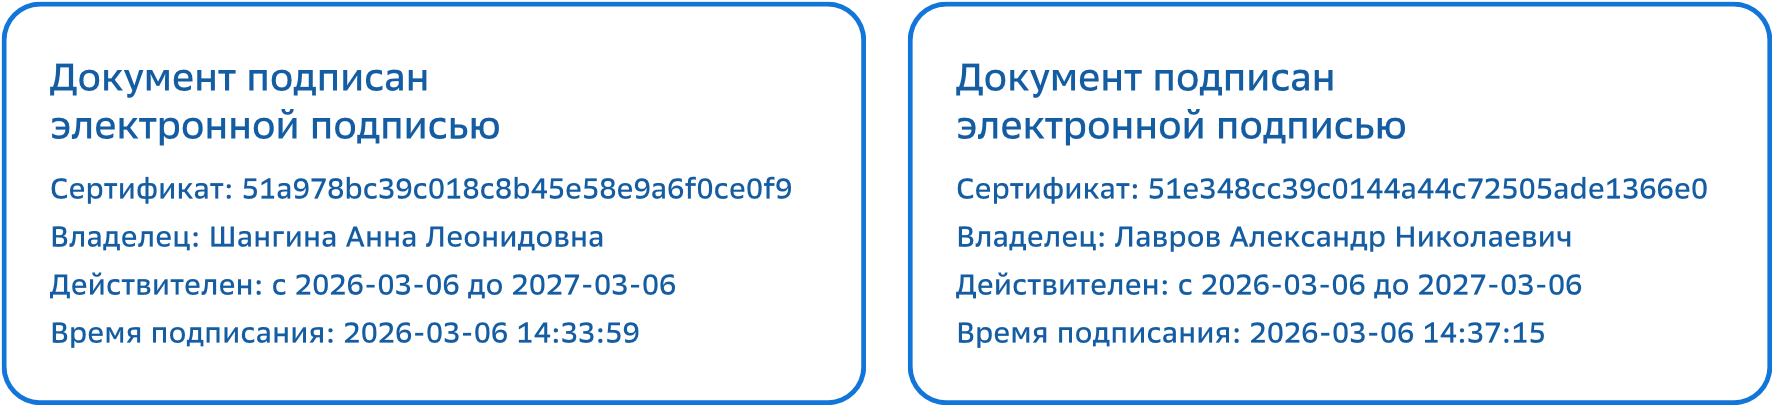 Документ подписан
электронной подписью
Сертификат: 51a978bc39c018c8b45e58e9a6f0ce0f9
Владелец: Шангина Анна Леонидовна
Действителен: с 2026-03-06 до 2027-03-06
Время подписания: 2026-03-06 14:33:59
Документ подписан
электронной подписью
Сертификат: 51e348cc39c0144a44c72505ade1366e0
Владелец: Лавров Александр Николаевич
Действителен: с 2026-03-06 до 2027-03-06
Время подписания: 2026-03-06 14:37:15